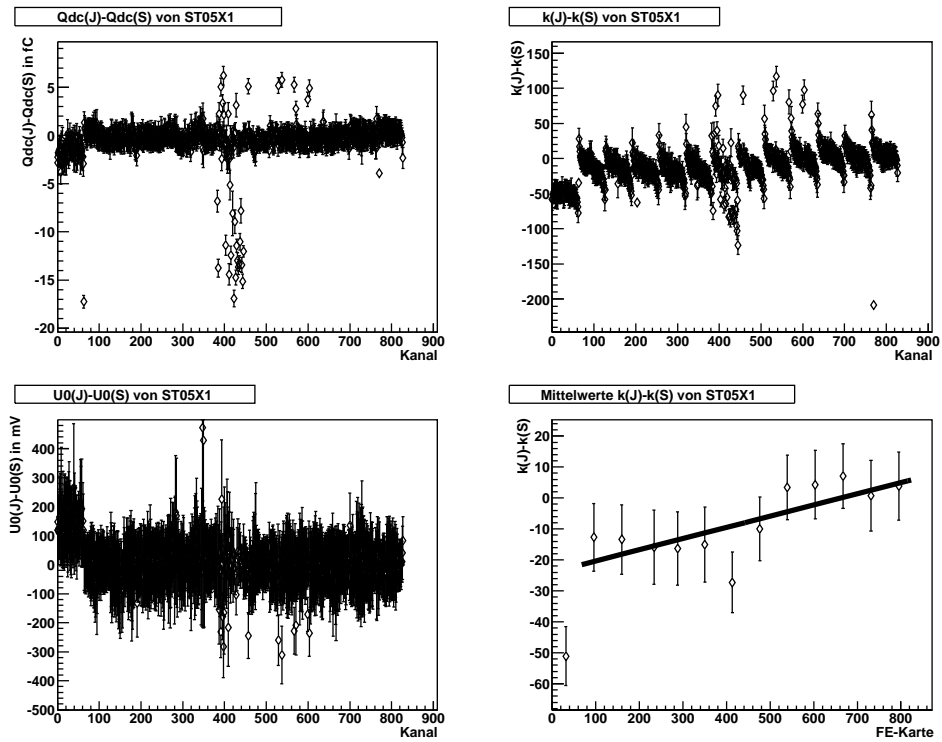 Qdc(J)-Qdc(S) von ST05X1
Qdc(J)-Qdc(S) in fC
5
0
-5
-10
-15
-20
0 100 200 300 400 500 600 700 800 900
Kanal
k(J)-k(S) von ST05X1
k(J)-k(S)
150
100
50
0
-50
-100
-150
-200
0 100 200 300 400 500 600 700 800 900
Kanal
U0(J)-U0(S) von ST05X1
U0(J)-U0(S) in mV
400
300
200
100
0
-100
-200
-300
-400
-500
0 100 200 300 400 500 600 700 800
Kanal
Mittelwerte k(J)-k(S) von ST05X1
k(J)-k(S)
20
10
0
-10
-20
-30
-40
-50
-60
0 100 200 300 400 500 600 700 800
FE-Karte